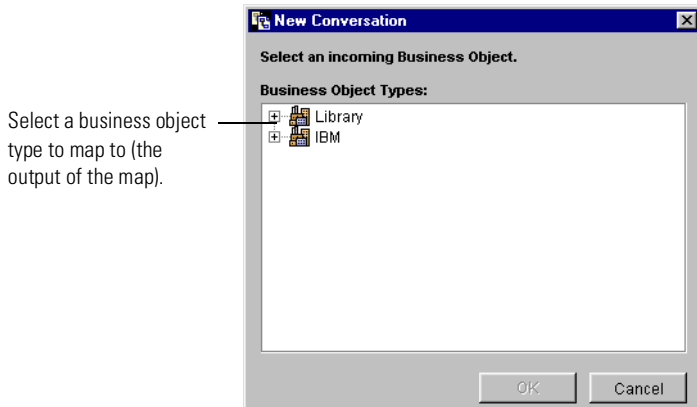 New Conversation
Select an incoming Business Object.
Business Object Types:
Library
IBM
Select a business object
type to map to (the
output of the map).
OK
Cancel